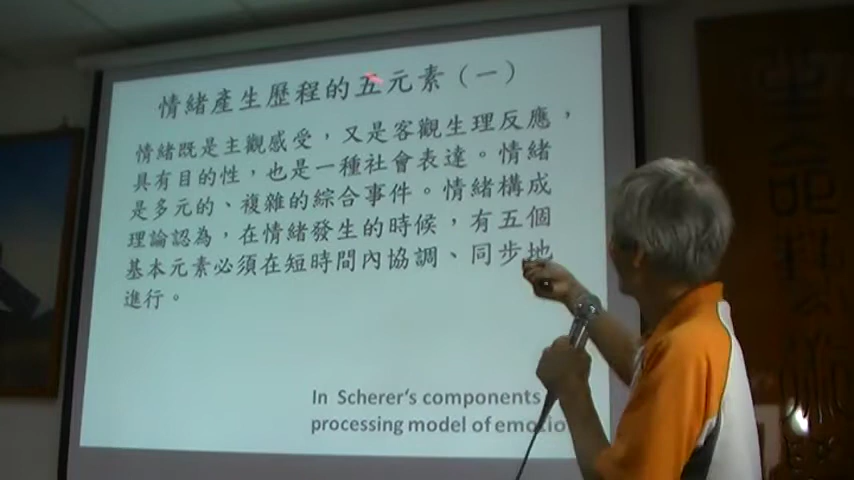 情緒產生歷程的五元素（一）
情緒既是主觀感受，又是客觀生理反應，
具有目的性，也是一種社會表達。情緒
是多元的、複雜的綜合事件。情緒構成
理論認為，在情緒發生的時候，有五個
基本元素必須在短時間內協調、同步地
進行。
In Scherer's components
processing model of emotio